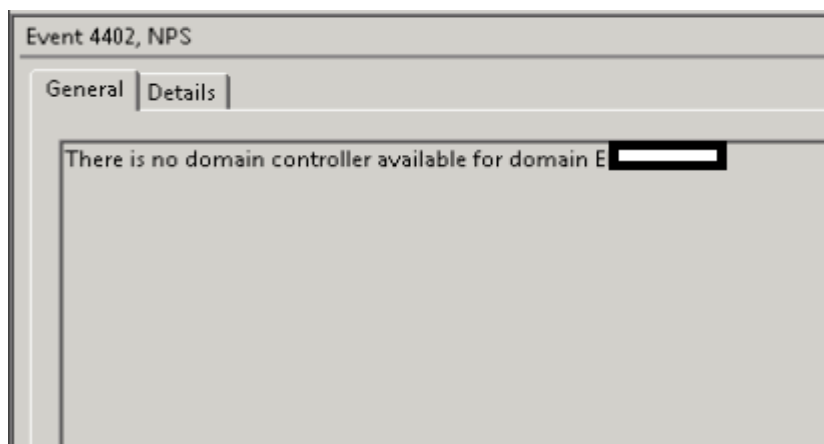 Event 4402, NPS
General Details
There is no domain controller available for domain E